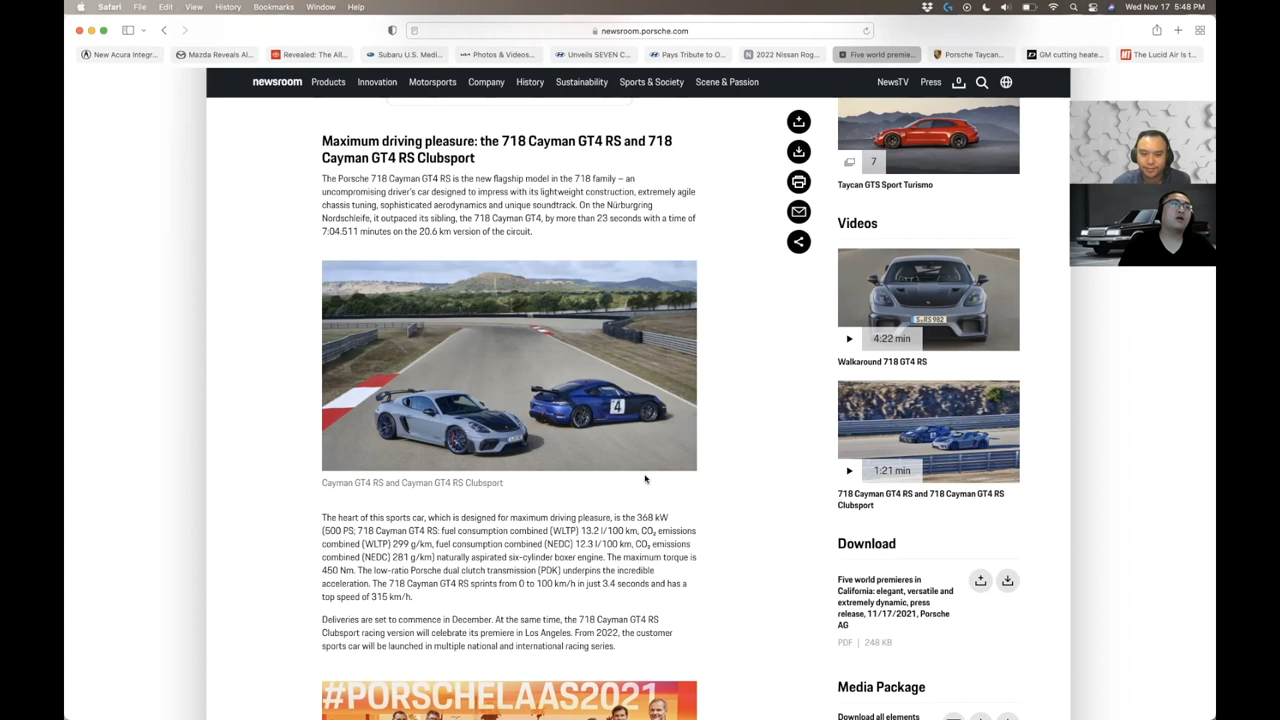 Safari File Edit View History Bookmarks Window Help
Wed Nov 17 5:48 PM
newsroom.porsche.com
New Acura Integr...
Mazda Reveals Al...
Revealed: The All...
Subaru U.S. Medi...
Photos & Videos...
Unveils SEVEN C...
Pays Tribute to O...
2022 Nissan Rog...
Five world premie...
Porsche Taycan...
GM cutting heate...
The Lucid Air is t...
newsroom Products Innovation Motorsports Company History Sustainability Sports & Society Scene & Passion
NewsTV Press 0
Maximum driving pleasure: the 718 Cayman GT4 RS and 718
Cayman GT4 RS Clubsport
The Porsche 718 Cayman GT4 RS is the new flagship model in the 718 family – an
uncompromising driver's car designed to impress with its lightweight construction, extremely agile
chassis tuning, sophisticated aerodynamics and unique soundtrack. On the Nürburgring
Nordschleife, it outpaced its sibling, the 718 Cayman GT4, by more than 23 seconds with a time of
7:04.511 minutes on the 20.6 km version of the circuit.
4
Cayman GT4 RS and Cayman GT4 RS Clubsport
The heart of this sports car, which is designed for maximum driving pleasure, is the 368 kW
(500 PS; 718 Cayman GT4 RS: fuel consumption combined (WLTP) 13.2 l/100 km, CO₂ emissions
combined (WLTP) 299 g/km, fuel consumption combined (NEDC) 12.3 l/100 km, CO₂ emissions
combined (NEDC) 281 g/km) naturally aspirated six-cylinder boxer engine. The maximum torque is
450 Nm. The low-ratio Porsche dual clutch transmission (PDK) underpins the incredible
acceleration. The 718 Cayman GT4 RS sprints from 0 to 100 km/h in just 3.4 seconds and has a
top speed of 315 km/h.
Deliveries are set to commence in December. At the same time, the 718 Cayman GT4 RS
Clubsport racing version will celebrate its premiere in Los Angeles. From 2022, the customer
sports car will be launched in multiple national and international racing series.
#PORSCHELAAS2021
7
Taycan GTS Sport Turismo
Videos
S RS 982
4:22 min
Walkaround 718 GT4 RS
1:21 min
718 Cayman GT4 RS and 718 Cayman GT4 RS
Clubsport
Download
Five world premieres in
California: elegant, versatile and
extremely dynamic, press
release, 11/17/2021, Porsche
AG
PDF | 248 KB
Media Package
Download all elements